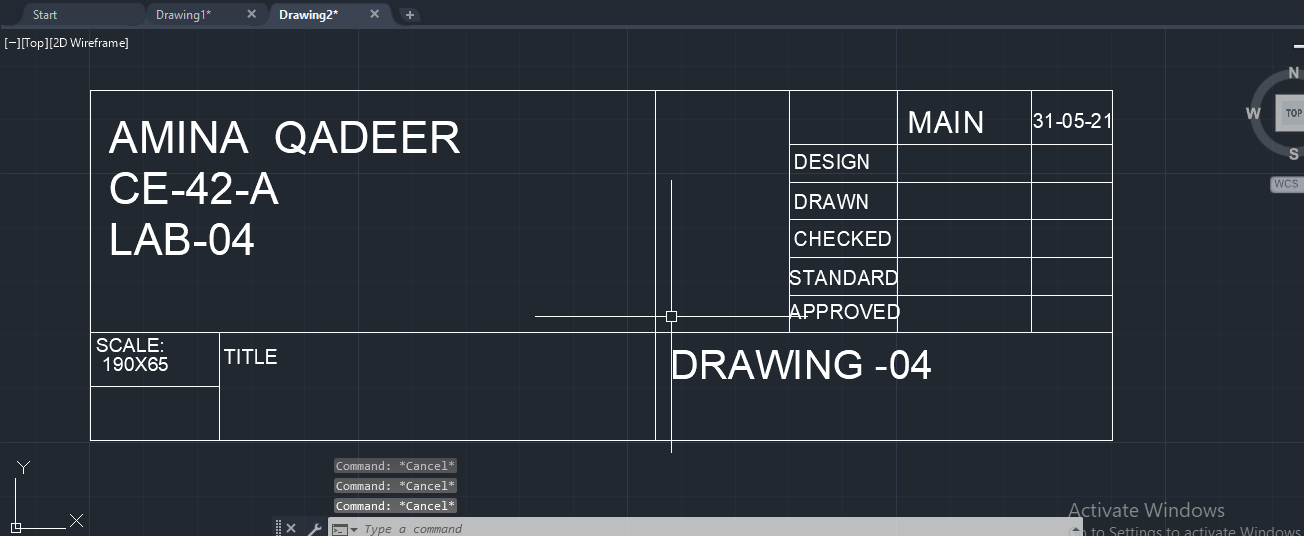 Start
Drawing1*
Drawing2*
[−][Top][2D Wireframe]
N
W
TOP
S
WCS
AMINA QADEER
CE-42-A
LAB-04
MAIN
31-05-21
DESIGN
DRAWN
CHECKED
STANDARD
APPROVED
SCALE:
190X65
TITLE
DRAWING -04
Y
X
Command: *Cancel*
Command: *Cancel*
Command: *Cancel*
Type a command
Activate Windows
Go to Settings to activate Windows